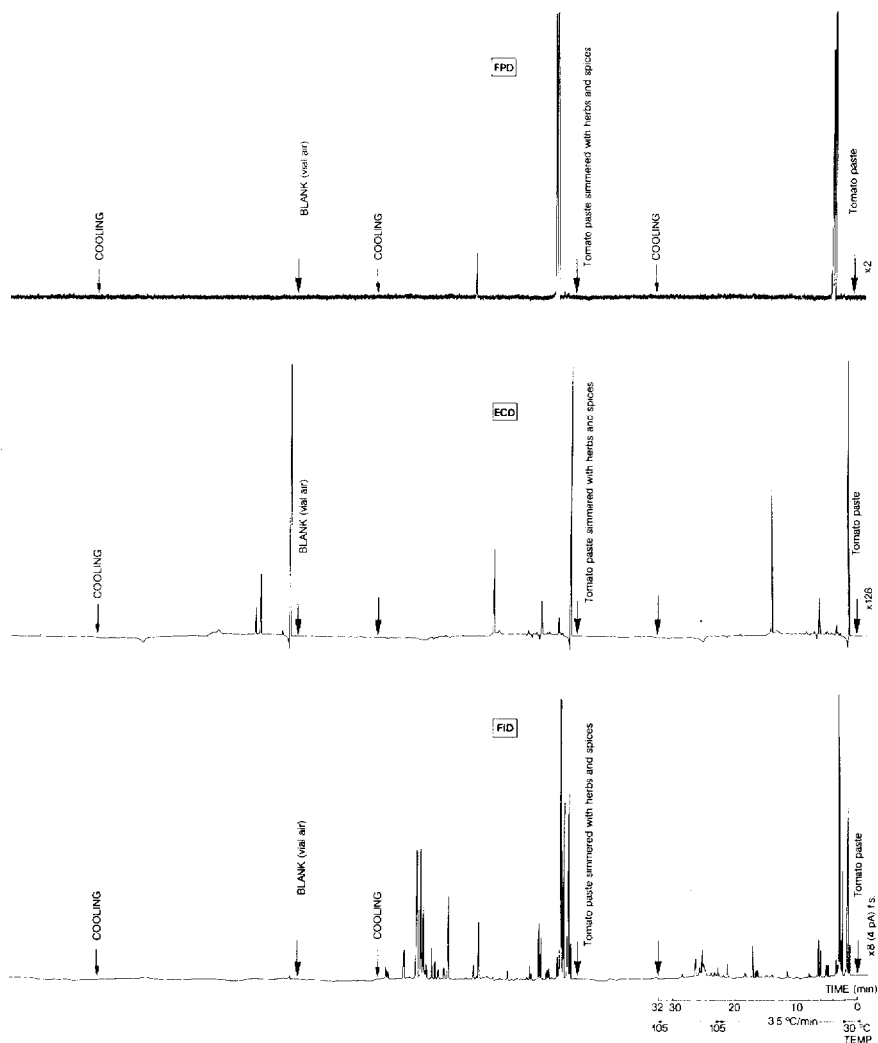 FPD
COOLING
BLANK (vial air)
COOLING
Tomato paste simmered with herbs and spices
COOLING
Tomato paste
x2
ECD
COOLING
BLANK (vial air)
Tomato paste simmered with herbs and spices
Tomato paste
x128
FID
COOLING
BLANK (vial air)
COOLING
Tomato paste simmered with herbs and spices
Tomato paste
x8 (4 pA) f.s.
TIME (min)
32 30 20 10 0
105 105 3.5 °C/min 30 °C
TEMP